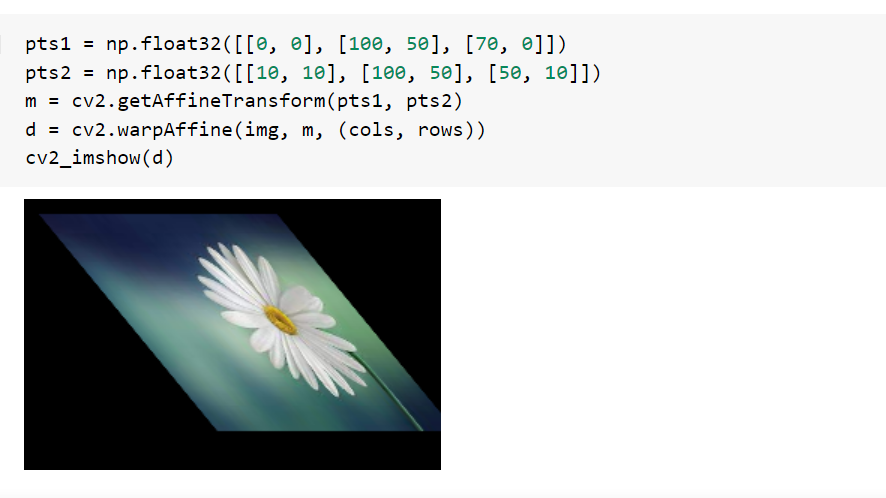 pts1 = np.float32([[0, 0], [100, 50], [70, 0]])
pts2 = np.float32([[10, 10], [100, 50], [50, 10]])
m = cv2.getAffineTransform(pts1, pts2)
d = cv2.warpAffine(img, m, (cols, rows))
cv2_imshow(d)